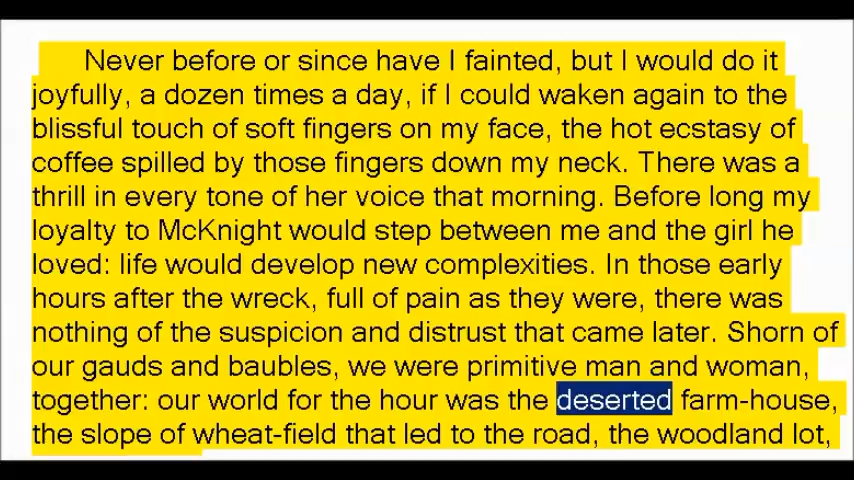 Never before or since have I fainted, but I would do it
joyfully, a dozen times a day, if I could waken again to the
blissful touch of soft fingers on my face, the hot ecstasy of
coffee spilled by those fingers down my neck. There was a
thrill in every tone of her voice that morning. Before long my
loyalty to McKnight would step between me and the girl he
loved: life would develop new complexities. In those early
hours after the wreck, full of pain as they were, there was
nothing of the suspicion and distrust that came later. Shorn of
our gauds and baubles, we were primitive man and woman,
together: our world for the hour was the deserted farm-house,
the slope of wheat-field that led to the road, the woodland lot,